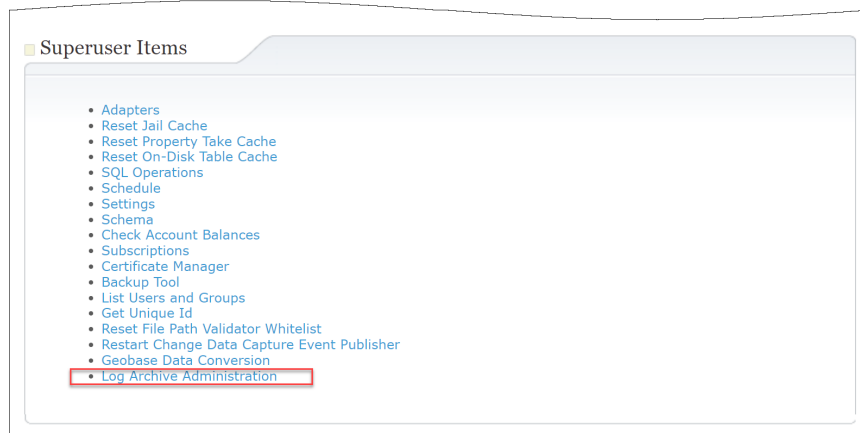 Superuser Items
Adapters
Reset Jail Cache
Reset Property Take Cache
Reset On-Disk Table Cache
SQL Operations
Schedule
Settings
Schema
Check Account Balances
Subscriptions
Certificate Manager
Backup Tool
List Users and Groups
Get Unique Id
Reset File Path Validator Whitelist
Restart Change Data Capture Event Publisher
Geobase Data Conversion
Log Archive Administration